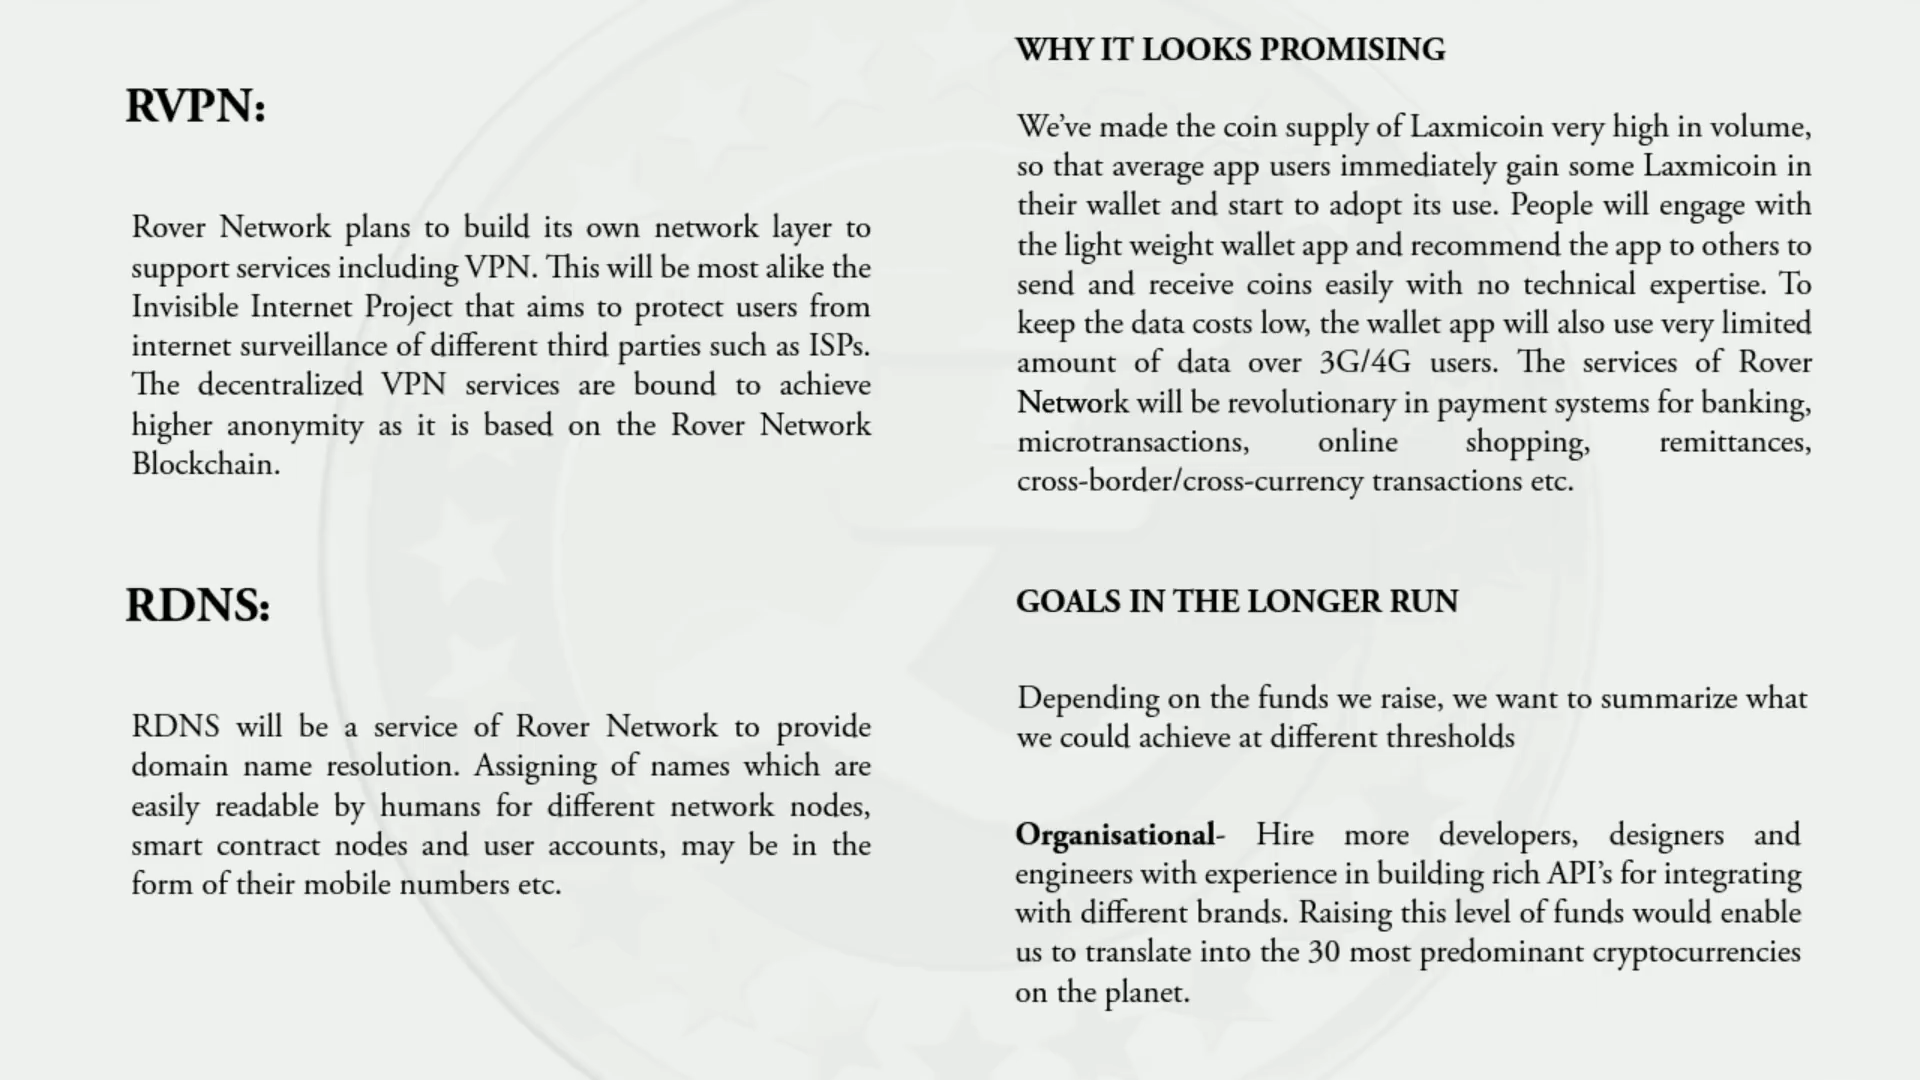 RVPN:
Rover Network plans to build its own network layer to
support services including VPN. This will be most alike the
Invisible Internet Project that aims to protect users from
internet surveillance of different third parties such as ISPs.
The decentralized VPN services are bound to achieve
higher anonymity as it is based on the Rover Network
Blockchain.
RDNS:
RDNS will be a service of Rover Network to provide
domain name resolution. Assigning of names which are
easily readable by humans for different network nodes,
smart contract nodes and user accounts, may be in the
form of their mobile numbers etc.
WHY IT LOOKS PROMISING
We’ve made the coin supply of Laxmicoin very high in volume,
so that average app users immediately gain some Laxmicoin in
their wallet and start to adopt its use. People will engage with
the light weight wallet app and recommend the app to others to
send and receive coins easily with no technical expertise. To
keep the data costs low, the wallet app will also use very limited
amount of data over 3G/4G users. The services of Rover
Network will be revolutionary in payment systems for banking,
microtransactions, online shopping, remittances,
cross-border/cross-currency transactions etc.
GOALS IN THE LONGER RUN
Depending on the funds we raise, we want to summarize what
we could achieve at different thresholds
Organisational- Hire more developers, designers and
engineers with experience in building rich API’s for integrating
with different brands. Raising this level of funds would enable
us to translate into the 30 most predominant cryptocurrencies
on the planet.